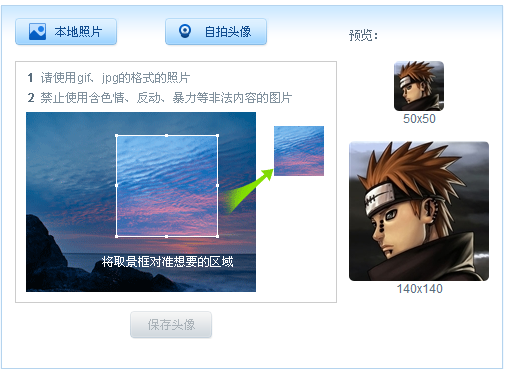 本地照片
自拍头像
预览：
1 请使用gif、jpg的格式的照片
2 禁止使用含色情、反动、暴力等非法内容的图片
50x50
将取景框对准想要的区域
140x140
保存头像